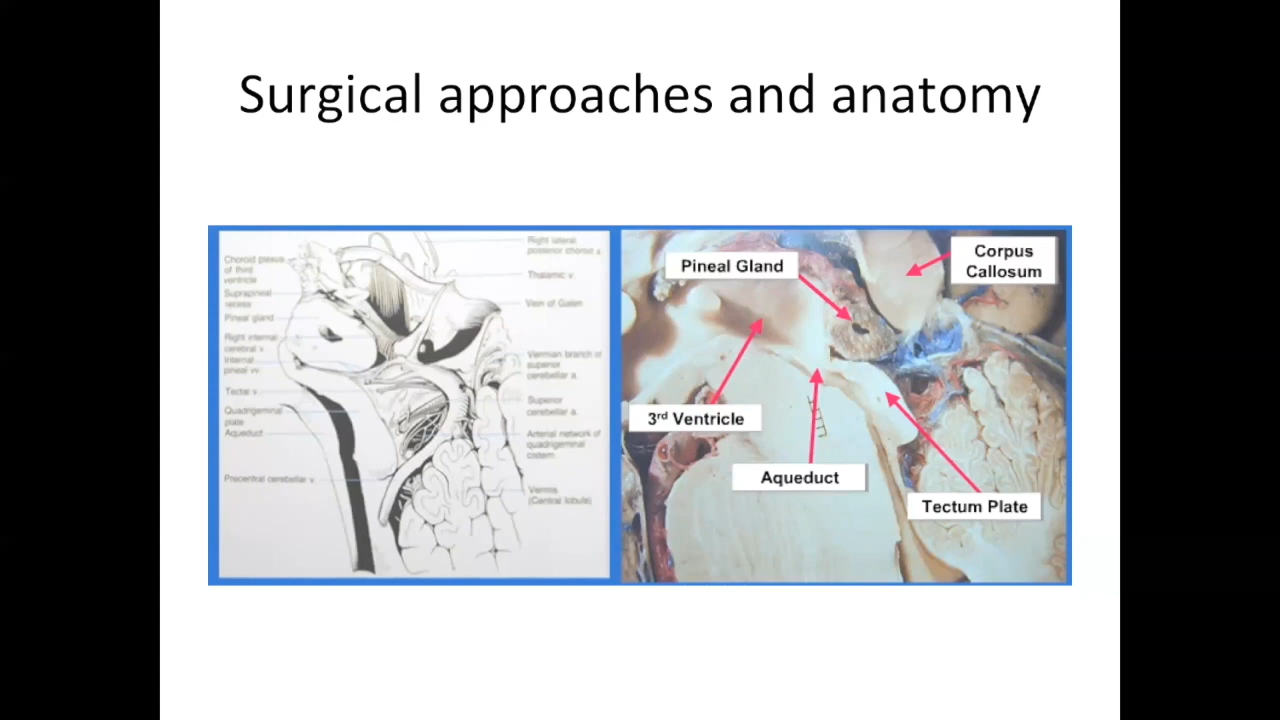 Surgical approaches and anatomy
Choroid plexus
of third
ventricle
Suprapineal
recess
Pineal gland
Right internal
cerebral v.
Internal
pineal vv.
Tectal v.
Quadrigeminal
plate
Aqueduct
Precentral cerebellar v.
Right lateral
posterior choroid a.
Thalamic v.
Vein of Galen
Vermian branch of
superior
cerebellar a.
Superior
cerebellar a.
Arterial network of
quadrigeminal
cistern
Vermis
(Central lobule)
Pineal Gland
Corpus
Callosum
3rd Ventricle
Aqueduct
Tectum Plate